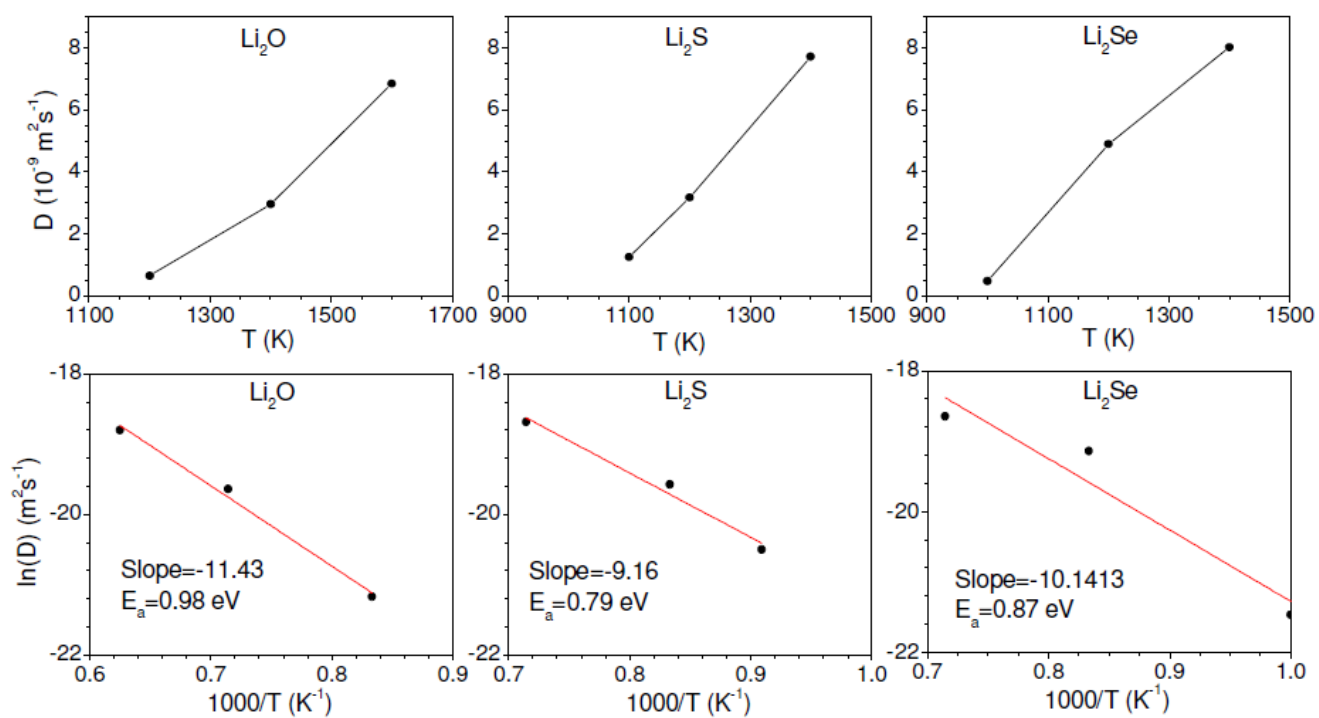 Li₂O
D (10⁻⁹ m²s⁻¹)
8
6
4
2
0
1100 1300 1500 1700
T (K)
Li₂S
8
6
4
2
0
900 1100 1300 1500
T (K)
Li₂Se
8
6
4
2
0
900 1100 1300 1500
T (K)
Li₂O
ln(D) (m²s⁻¹)
-18
-20
-22
Slope=-11.43
Eₐ=0.98 eV
0.6 0.7 0.8 0.9
1000/T (K⁻¹)
Li₂S
-18
-20
-22
Slope=-9.16
Eₐ=0.79 eV
0.7 0.8 0.9 1.0
1000/T (K⁻¹)
Li₂Se
-18
-20
-22
Slope=-10.1413
Eₐ=0.87 eV
0.7 0.8 0.9 1.0
1000/T (K⁻¹)